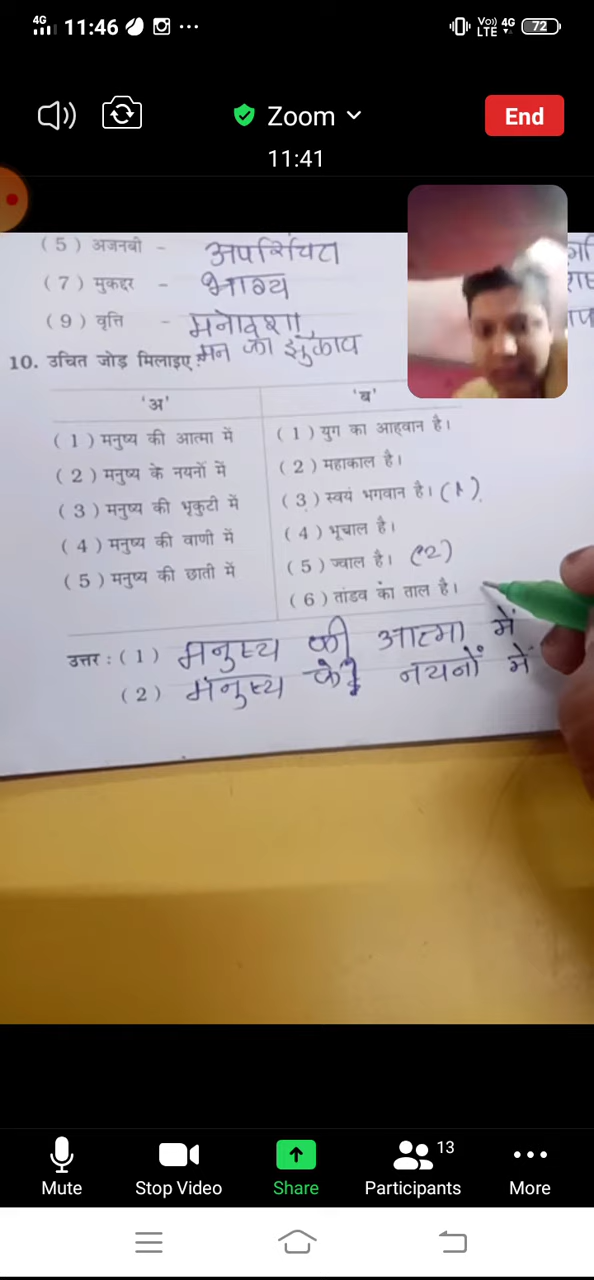 4G 11:46 Vo) LTE 4G 72
Zoom End
11:41
(5) अजनबी - अपरिचित
(7) मुकद्दर - भाग्य
(9) वृत्ति - मनोदशा,
मन का झुकाव
10. उचित जोड़ मिलाइए :
'अ' 'ब'
(1) मनुष्य की आत्मा में (1) युग का आह्वान है।
(2) मनुष्य के नयनों में (2) महाकाल है।
(3) मनुष्य की भृकुटी में (3) स्वयं भगवान है। (1)
(4) मनुष्य की वाणी में (4) भूचाल है।
(5) मनुष्य की छाती में (5) ज्वाल है। (2)
(6) तांडव का ताल है।
उत्तर : (1) मनुष्य की आत्मा में
(2) मनुष्य के नयनों में
13
Mute Stop Video Share Participants More